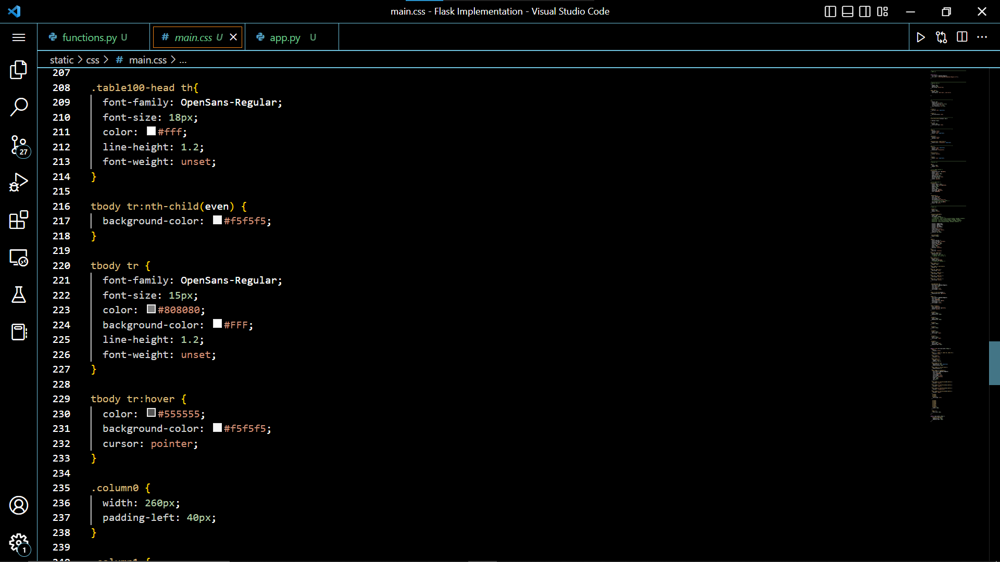 main.css - Flask Implementation - Visual Studio Code
functions.py U
# main.css U
app.py U
static > css > # main.css > ...
207
208 .table100-head th{
209 font-family: OpenSans-Regular;
210 font-size: 18px;
211 color: #fff;
212 line-height: 1.2;
213 font-weight: unset;
214 }
215
216 tbody tr:nth-child(even) {
217 background-color: #f5f5f5;
218 }
219
220 tbody tr {
221 font-family: OpenSans-Regular;
222 font-size: 15px;
223 color: #808080;
224 background-color: #FFF;
225 line-height: 1.2;
226 font-weight: unset;
227 }
228
229 tbody tr:hover {
230 color: #555555;
231 background-color: #f5f5f5;
232 cursor: pointer;
233 }
234
235 .column0 {
236 width: 260px;
237 padding-left: 40px;
238 }
239
240 .column1 {
27
1